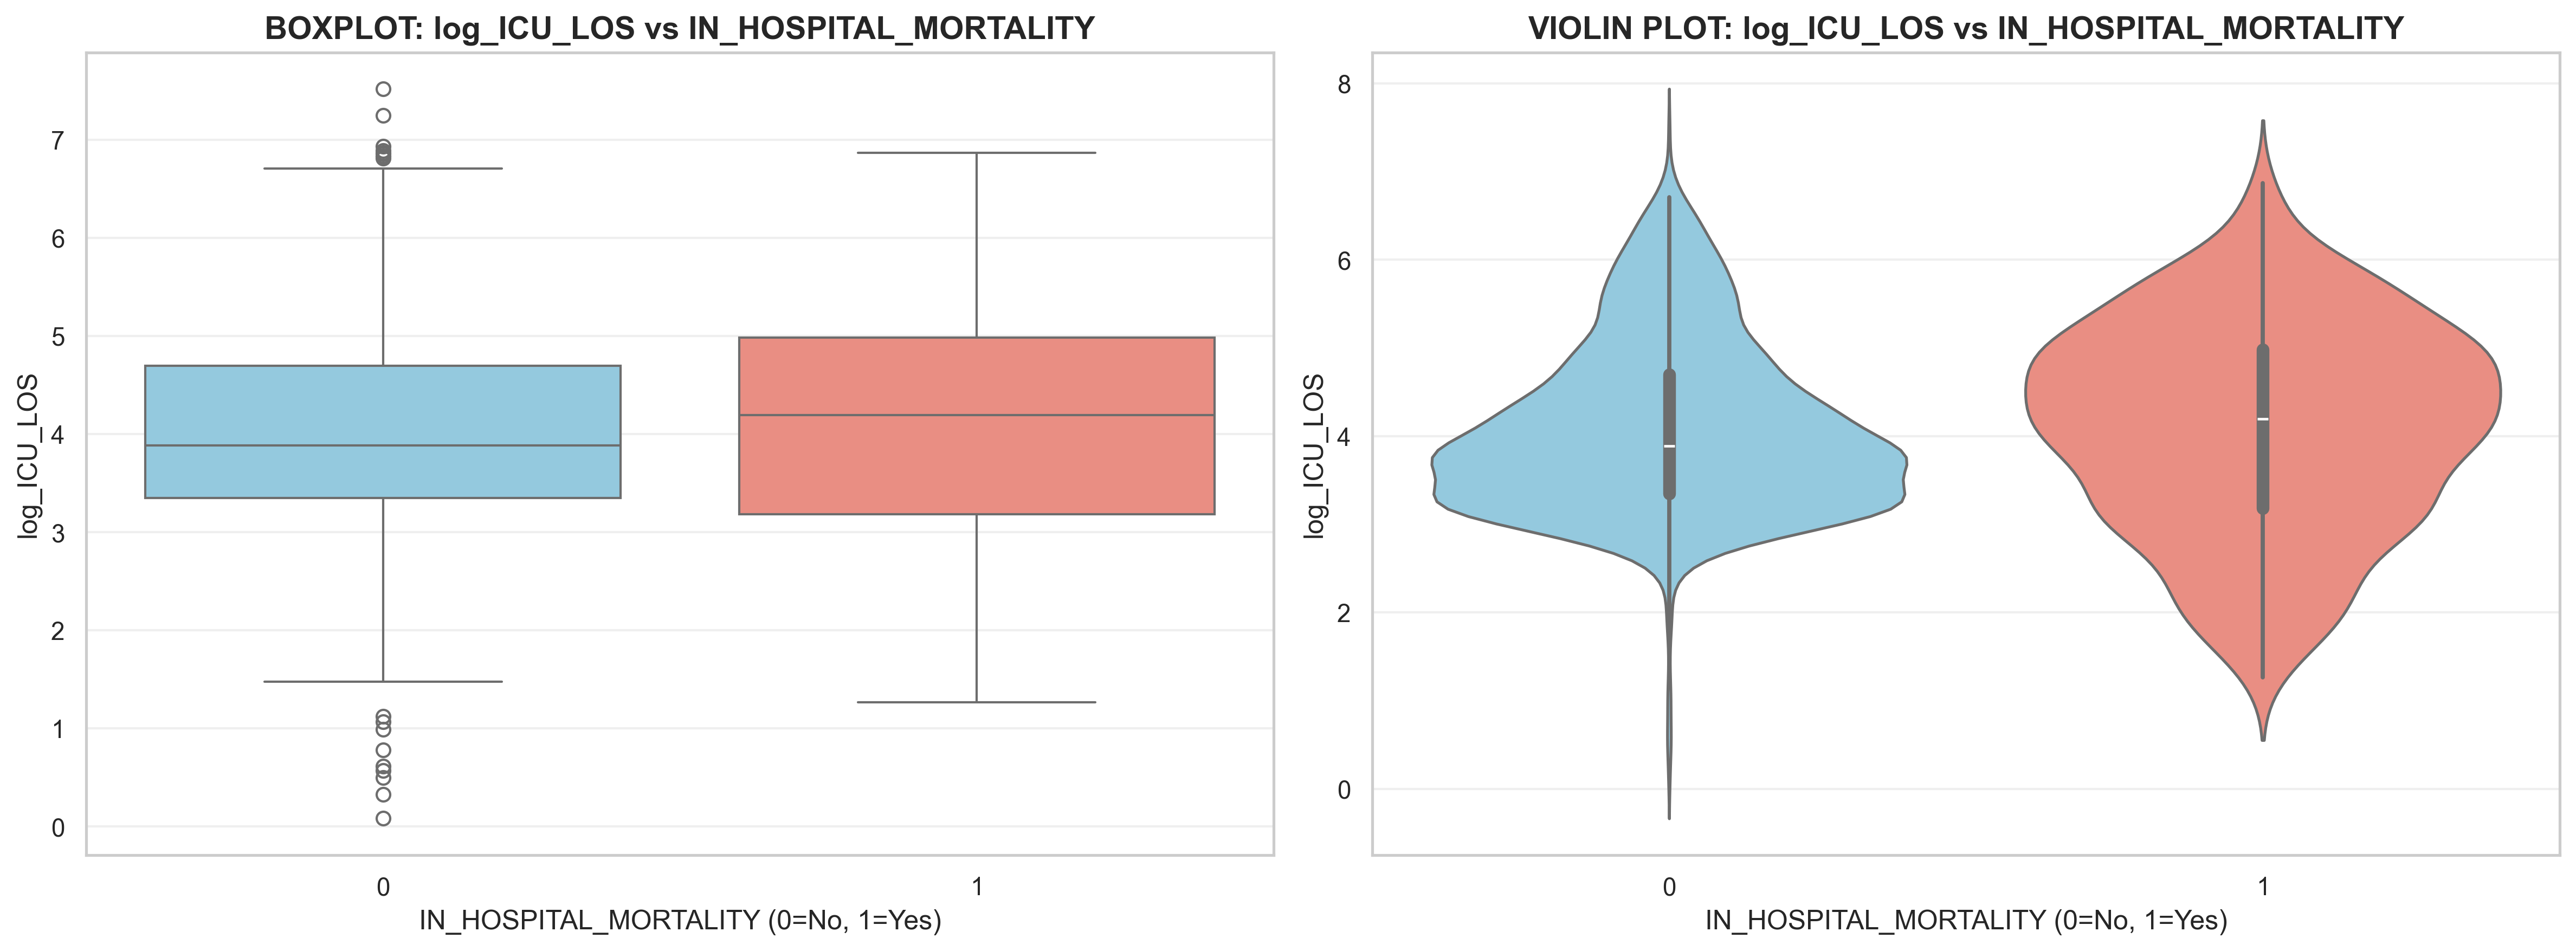 BOXPLOT: log_ICU_LOS vs IN_HOSPITAL_MORTALITY
7
6
5
4
3
2
1
0
log_ICU_LOS
0 1
IN_HOSPITAL_MORTALITY (0=No, 1=Yes)
VIOLIN PLOT: log_ICU_LOS vs IN_HOSPITAL_MORTALITY
8
6
4
2
0
log_ICU_LOS
0 1
IN_HOSPITAL_MORTALITY (0=No, 1=Yes)